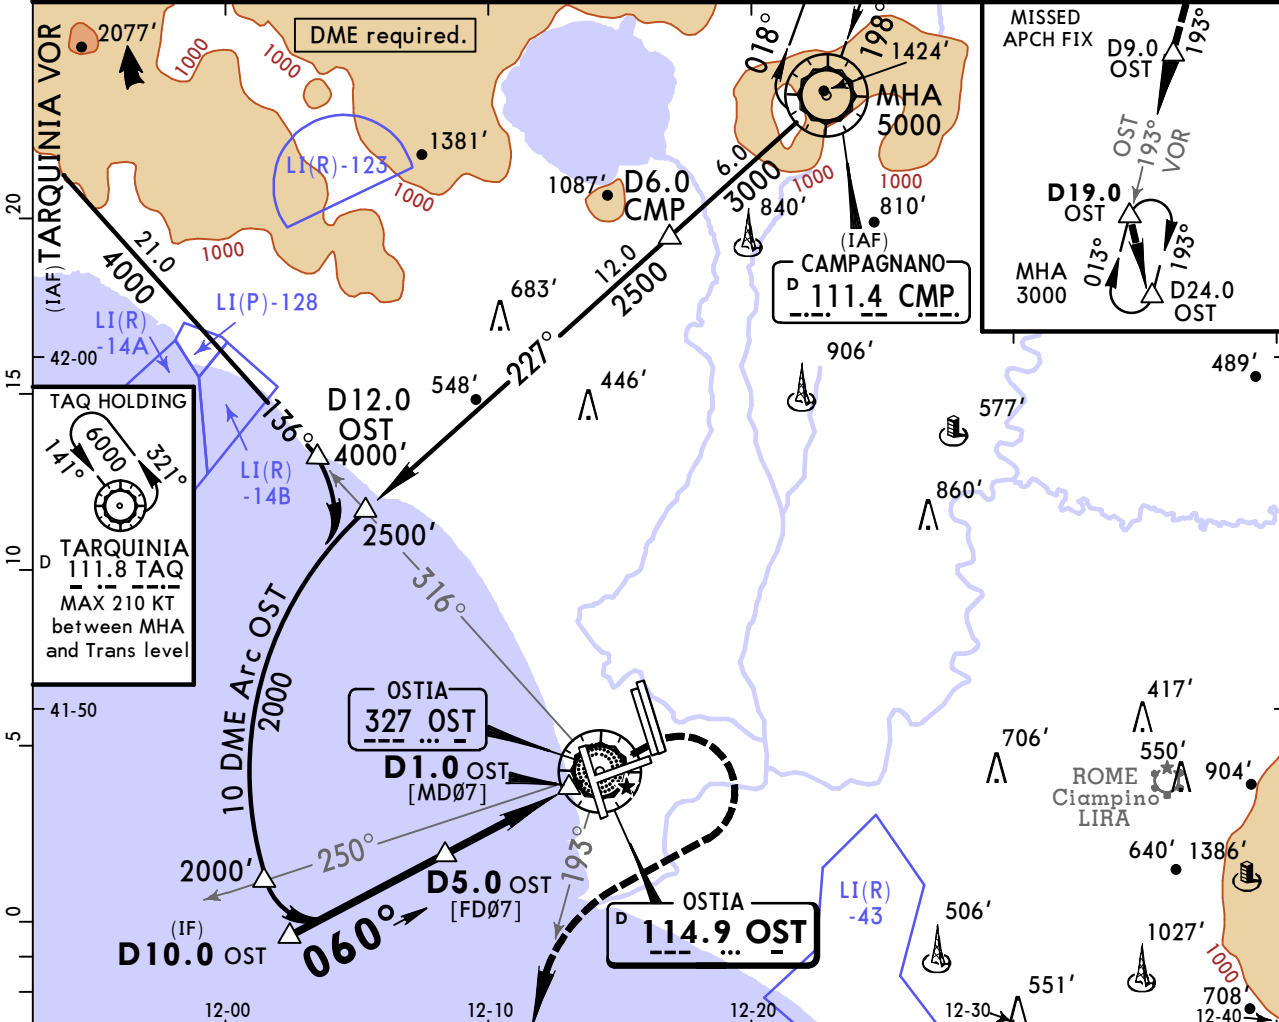 DME required.
2077'
1000
1000
1381'
LI(R)-123
1000
1000
(IAF) TARQUINIA VOR
21.0
4000
018°
198°
1424'
MHA
5000
1000
1000
6.0
3000
1087'
D6.0
CMP
840'
810'
(IAF)
CAMPAGNANO
D 111.4 CMP
12.0
2500
227°
683'
446'
548'
906'
577'
860'
489'
MISSED
APCH FIX
D9.0
OST
193°
OST
193°
VOR
D19.0
OST
013°
193°
MHA
3000
D24.0
OST
LI(P)-128
LI(R)
-14A
LI(R)
-14B
20
42-00
15
10
41-50
5
0
TAQ HOLDING
6000
141°
321°
TARQUINIA
D 111.8 TAQ
MAX 210 KT
between MHA
and Trans level
136°
D12.0
OST
4000'
2500'
316°
10 DME Arc OST
2000
OSTIA
327 OST
D1.0 OST
[MDØ7]
250°
193°
2000'
(IF)
D10.0 OST
060°
D5.0 OST
[FDØ7]
OSTIA
D 114.9 OST
LI(R)
-43
417'
706'
550'
904'
ROME
Ciampino
LIRA
640'
1386'
506'
1027'
1000
551'
708'
12-00
12-10
12-20
12-30
12-40